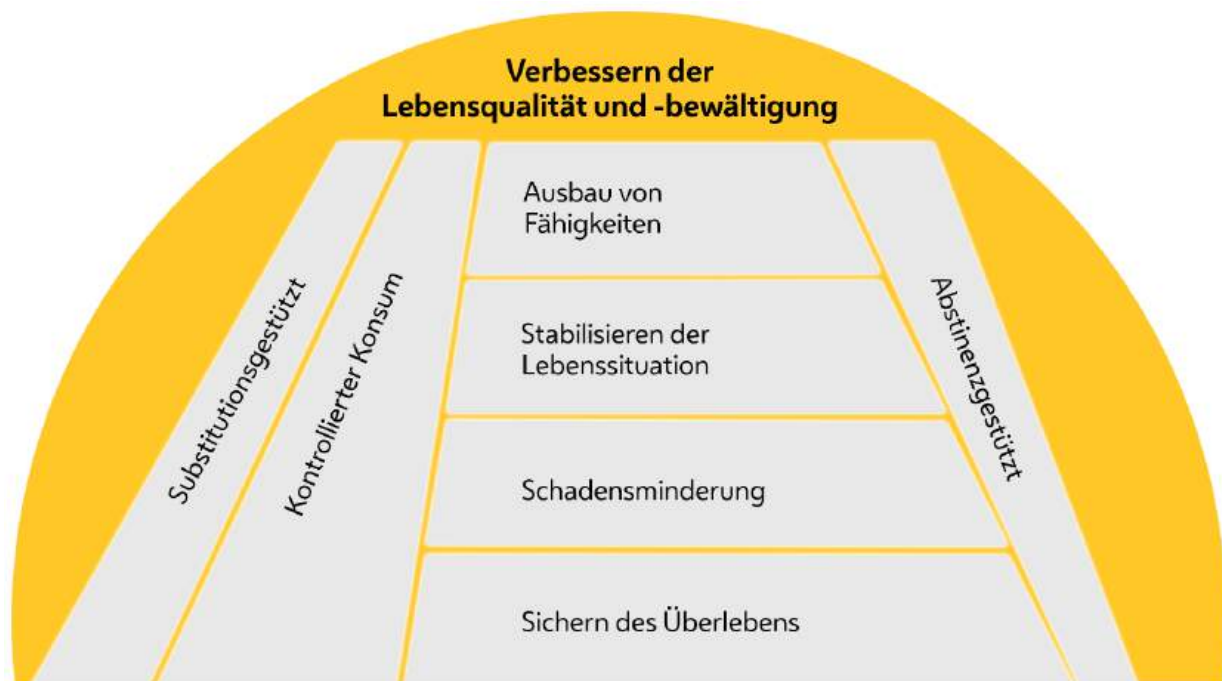 Verbessern der
Lebensqualität und -bewältigung
Substitutionsgestützt
Kontrollierter Konsum
Ausbau von
Fähigkeiten
Stabilisieren der
Lebenssituation
Schadensminderung
Sichern des Überlebens
Abstinenzgestützt